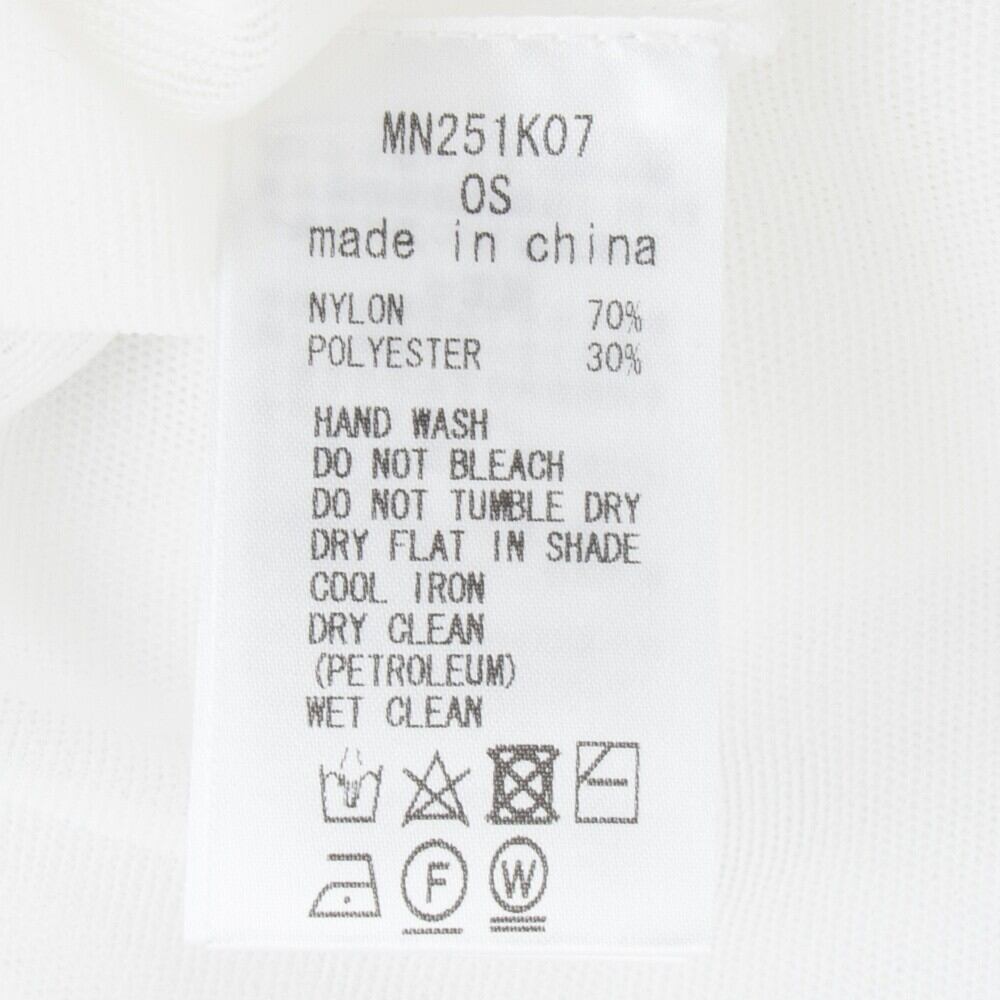 MN251K07
OS
made in china
NYLON 70%
POLYESTER 30%
HAND WASH
DO NOT BLEACH
DO NOT TUMBLE DRY
DRY FLAT IN SHADE
COOL IRON
DRY CLEAN
(PETROLEUM)
WET CLEAN
F W